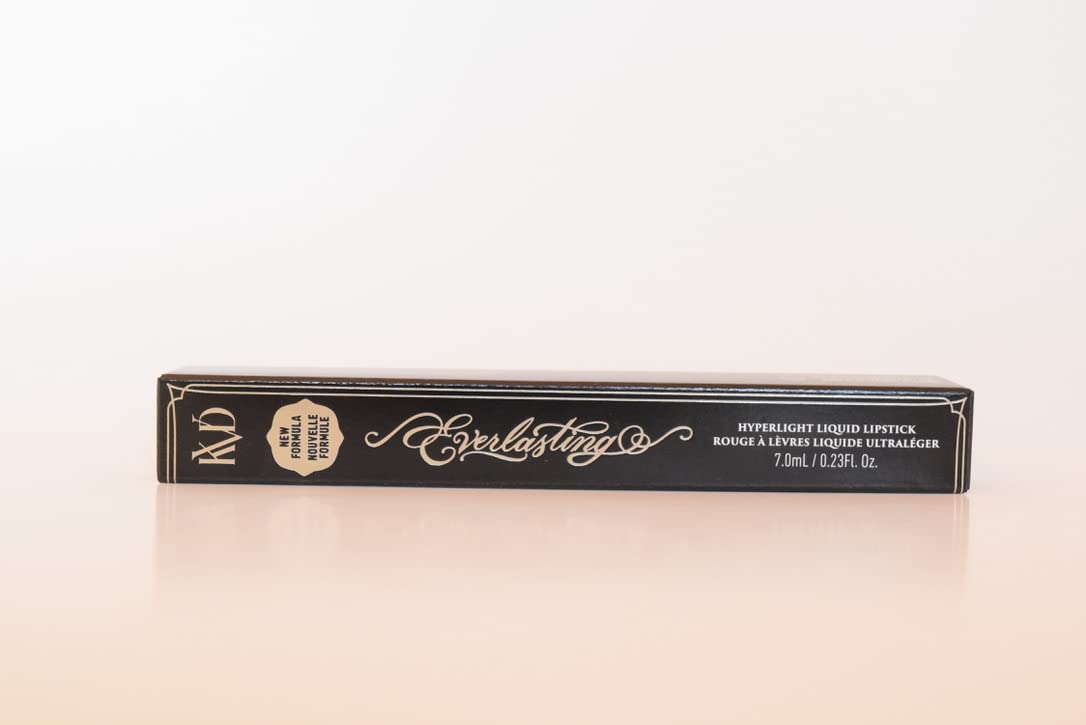 KVD
NEW
FORMULA
NOUVELLE
FORMULE
Everlasting
HYPERLIGHT LIQUID LIPSTICK
ROUGE À LÈVRES LIQUIDE ULTRALÉGER
7.0mL / 0.23Fl. Oz.